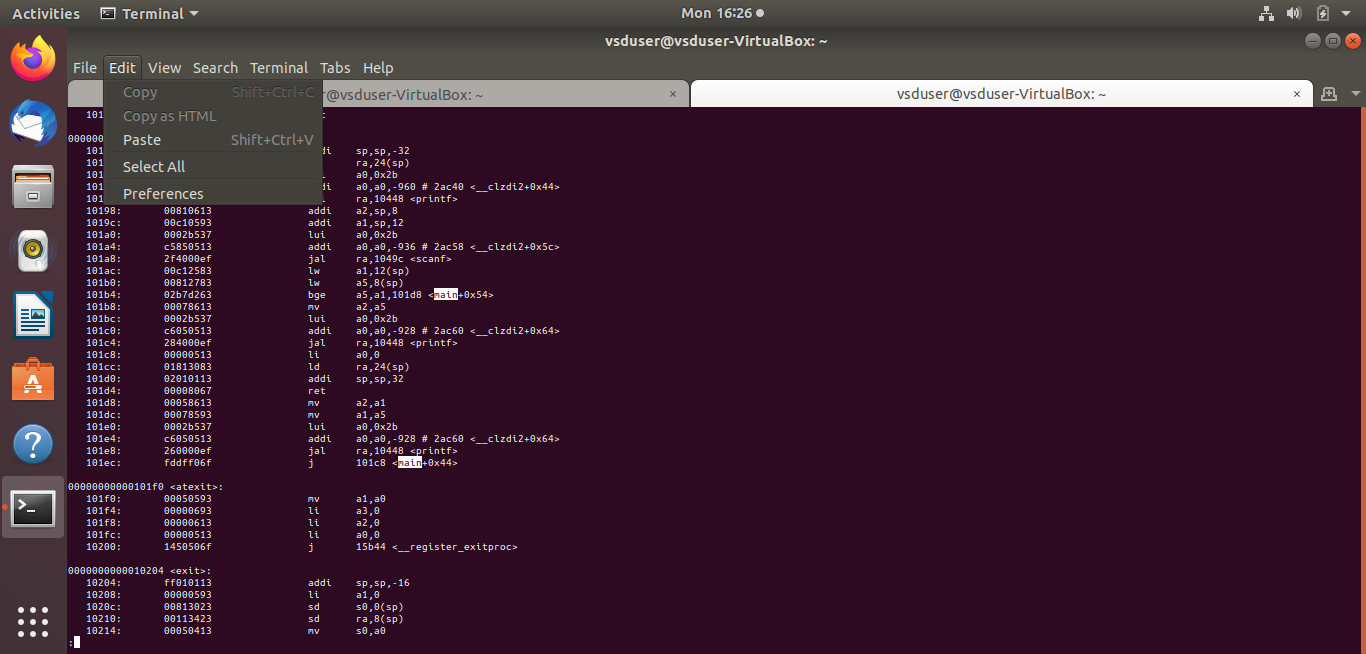 Activities Terminal Mon 16:26
vsduser@vsduser-VirtualBox: ~
File Edit View Search Terminal Tabs Help
r@vsduser-VirtualBox: ~ × vsduser@vsduser-VirtualBox: ~ ×
Copy Shift+Ctrl+C
Copy as HTML
Paste Shift+Ctrl+V
Select All
Preferences
101 :
000000
101 di sp,sp,-32
101 ra,24(sp)
101 a0,0x2b
101 di a0,a0,-960 # 2ac40 <__clzdi2+0x44>
101 ra,10448 <printf>
10198: 00810613 addi a2,sp,8
1019c: 00c10593 addi a1,sp,12
101a0: 0002b537 lui a0,0x2b
101a4: c5850513 addi a0,a0,-936 # 2ac58 <__clzdi2+0x5c>
101a8: 2f4000ef jal ra,1049c <scanf>
101ac: 00c12583 lw a1,12(sp)
101b0: 00812783 lw a5,8(sp)
101b4: 02b7d263 bge a5,a1,101d8 <main+0x54>
101b8: 00078613 mv a2,a5
101bc: 0002b537 lui a0,0x2b
101c0: c6050513 addi a0,a0,-928 # 2ac60 <__clzdi2+0x64>
101c4: 284000ef jal ra,10448 <printf>
101c8: 00000513 li a0,0
101cc: 01813083 ld ra,24(sp)
101d0: 02010113 addi sp,sp,32
101d4: 00008067 ret
101d8: 00058613 mv a2,a1
101dc: 00078593 mv a1,a5
101e0: 0002b537 lui a0,0x2b
101e4: c6050513 addi a0,a0,-928 # 2ac60 <__clzdi2+0x64>
101e8: 260000ef jal ra,10448 <printf>
101ec: fddff06f j 101c8 <main+0x44>
00000000000101f0 <atexit>:
101f0: 00050593 mv a1,a0
101f4: 00000693 li a3,0
101f8: 00000613 li a2,0
101fc: 00000513 li a0,0
10200: 1450506f j 15b44 <__register_exitproc>
0000000000010204 <exit>:
10204: ff010113 addi sp,sp,-16
10208: 00000593 li a1,0
1020c: 00813023 sd s0,0(sp)
10210: 00113423 sd ra,8(sp)
10214: 00050413 mv s0,a0
: